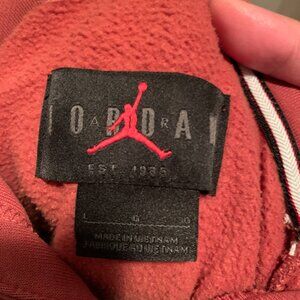 JORDAN
AIR
EST. 1985
L G G
MADE IN VIETNAM
FABRIQUÉ AU VIETNAM